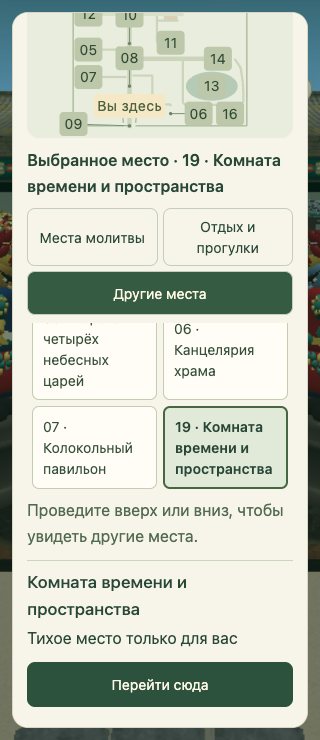 12 10
11
05
08
14
07
13
Вы здесь
06 16
09
Выбранное место · 19 · Комната
времени и пространства
Места молитвы
Отдых и
прогулки
Другие места
четырёх
небесных
царей
06 ·
Канцелярия
храма
07 ·
Колокольный
павильон
19 · Комната
времени и
пространства
Проведите вверх или вниз, чтобы
увидеть другие места.
Комната времени и
пространства
Тихое место только для вас
Перейти сюда